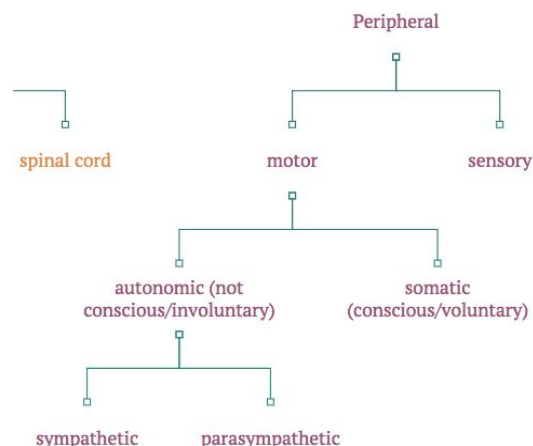 Peripheral
spinal cord
motor
sensory
autonomic (not
conscious/involuntary)
somatic
(conscious/voluntary)
sympathetic
parasympathetic